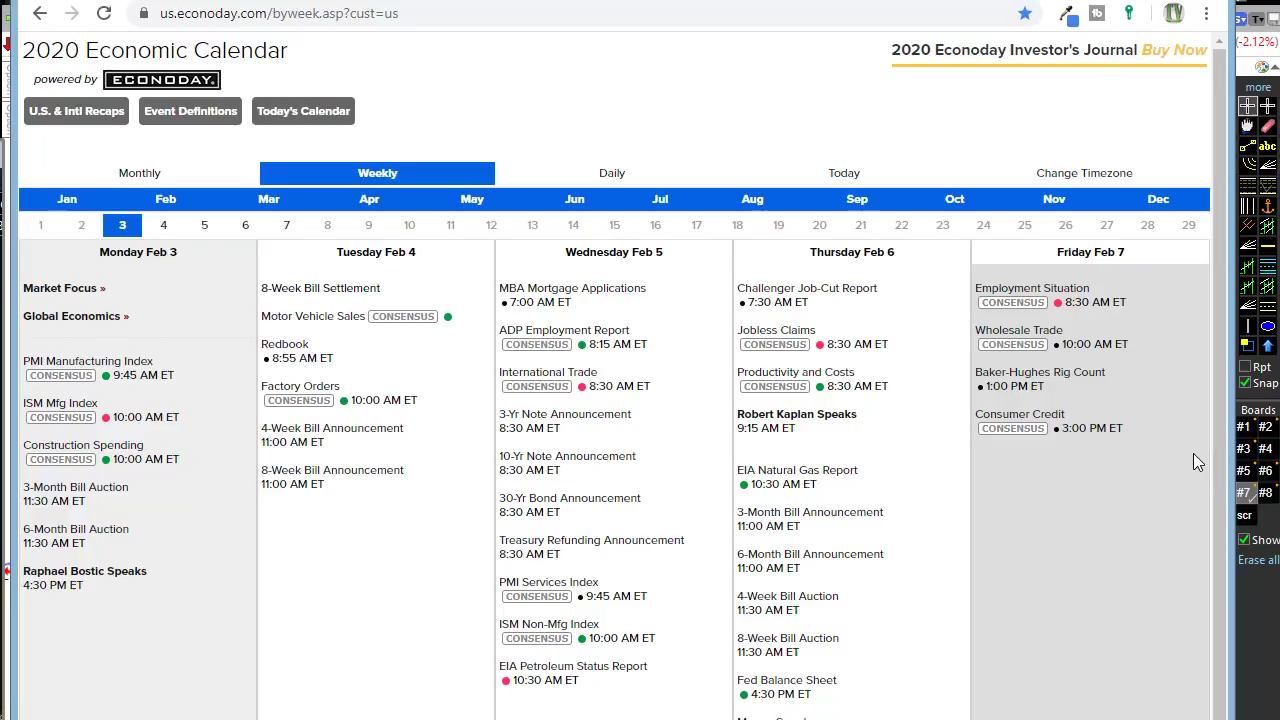 us.econoday.com/byweek.asp?cust=us
2020 Economic Calendar
powered by ECONODAY.
2020 Econoday Investor's Journal Buy Now
U.S. & Intl Recaps
Event Definitions
Today's Calendar
Monthly
Weekly
Daily
Today
Change Timezone
Jan Feb Mar Apr May Jun Jul Aug Sep Oct Nov Dec
1 2 3 4 5 6 7 8 9 10 11 12 13 14 15 16 17 18 19 20 21 22 23 24 25 26 27 28 29
Monday Feb 3
Market Focus »
Global Economics »
PMI Manufacturing Index
CONSENSUS 9:45 AM ET
ISM Mfg Index
CONSENSUS 10:00 AM ET
Construction Spending
CONSENSUS 10:00 AM ET
3-Month Bill Auction
11:30 AM ET
6-Month Bill Auction
11:30 AM ET
Raphael Bostic Speaks
4:30 PM ET
Tuesday Feb 4
8-Week Bill Settlement
Motor Vehicle Sales CONSENSUS
Redbook
8:55 AM ET
Factory Orders
CONSENSUS 10:00 AM ET
4-Week Bill Announcement
11:00 AM ET
8-Week Bill Announcement
11:00 AM ET
Wednesday Feb 5
MBA Mortgage Applications
7:00 AM ET
ADP Employment Report
CONSENSUS 8:15 AM ET
International Trade
CONSENSUS 8:30 AM ET
3-Yr Note Announcement
8:30 AM ET
10-Yr Note Announcement
8:30 AM ET
30-Yr Bond Announcement
8:30 AM ET
Treasury Refunding Announcement
8:30 AM ET
PMI Services Index
CONSENSUS 9:45 AM ET
ISM Non-Mfg Index
CONSENSUS 10:00 AM ET
EIA Petroleum Status Report
10:30 AM ET
Thursday Feb 6
Challenger Job-Cut Report
7:30 AM ET
Jobless Claims
CONSENSUS 8:30 AM ET
Productivity and Costs
CONSENSUS 8:30 AM ET
Robert Kaplan Speaks
9:15 AM ET
EIA Natural Gas Report
10:30 AM ET
3-Month Bill Announcement
11:00 AM ET
6-Month Bill Announcement
11:00 AM ET
4-Week Bill Auction
11:30 AM ET
8-Week Bill Auction
11:30 AM ET
Fed Balance Sheet
4:30 PM ET
Friday Feb 7
Employment Situation
CONSENSUS 8:30 AM ET
Wholesale Trade
CONSENSUS 10:00 AM ET
Baker-Hughes Rig Count
1:00 PM ET
Consumer Credit
CONSENSUS 3:00 PM ET
(-2.12%)
more
abc
Rpt
Snap
Boards
#1 #2
#3 #4
#5 #6
#7 #8
scr
Show
Erase all